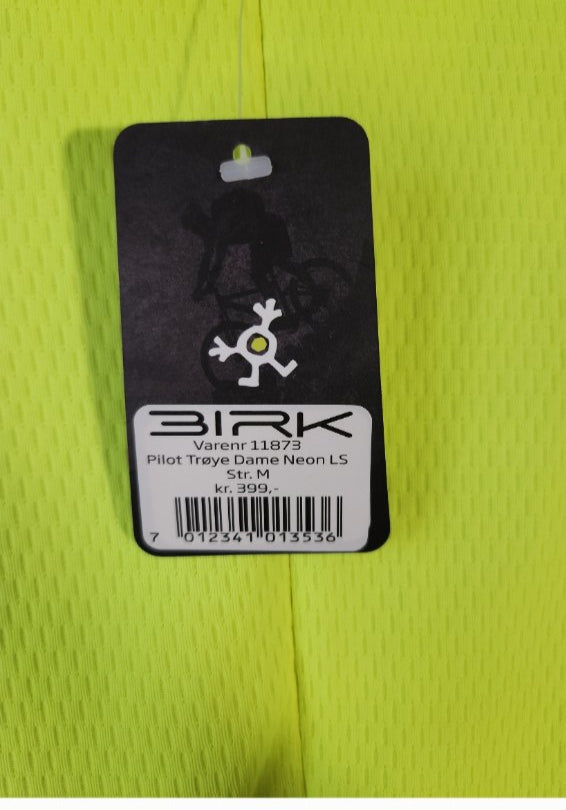 BIRK
Varenr 11873
Pilot Trøye Dame Neon LS
Str. M
kr. 399,-
7 012341 013536